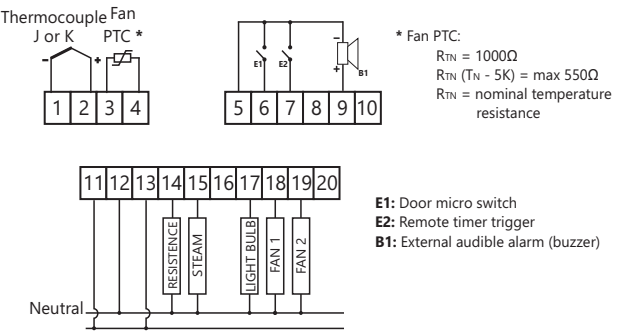 Thermocouple
J or K
Fan
PTC *
- +
1 2 3 4
E1 E2 - + B1
5 6 7 8 9 10
* Fan PTC:
RTN = 1000Ω
RTN (TN - 5K) = max 550Ω
RTN = nominal temperature
resistance
11 12 13 14 15 16 17 18 19 20
RESISTENCE
STEAM
LIGHT BULB
FAN 1
FAN 2
Neutral
E1: Door micro switch
E2: Remote timer trigger
B1: External audible alarm (buzzer)